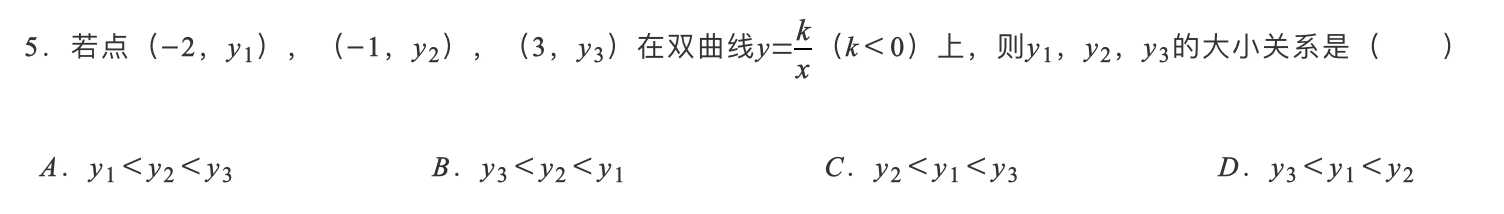 5. 若点（−2，y₁），（−1，y₂），（3，y₃）在双曲线y=k/x（k＜0）上，则y₁，y₂，y₃的大小关系是（　　）
A. y₁＜y₂＜y₃　　B. y₃＜y₂＜y₁　　C. y₂＜y₁＜y₃　　D. y₃＜y₁＜y₂